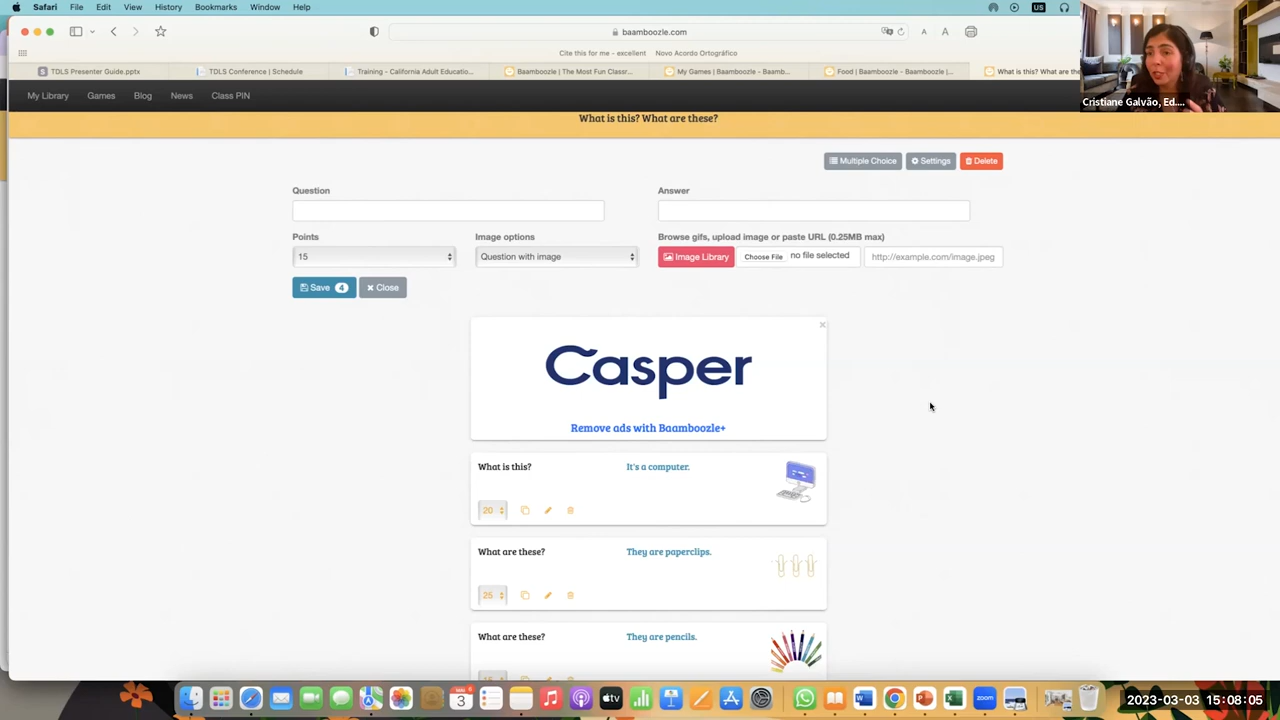 Safari File Edit View History Bookmarks Window Help US
baamboozle.com A A
Cite this for me - excellent Novo Acordo Ortográfico
TDLS Presenter Guide.pptx TDLS Conference | Schedule Training - California Adult Educatio... Baamboozle | The Most Fun Classr... My Games | Baamboozle - Baamb... Food | Baamboozle - Baamboozle |... What is this? What are the
Cristiane Galvão, Ed....
My Library Games Blog News Class PIN
What is this? What are these?
Multiple Choice Settings Delete
Question Answer
Points Image options Browse gifs, upload image or paste URL (0.25MB max)
15 Question with image Image Library Choose File no file selected http://example.com/image.jpeg
Save 4 Close
Casper
Remove ads with Baamboozle+
What is this? It's a computer.
20
What are these? They are paperclips.
25
What are these? They are pencils.
MAR 3 tv W P X zoom
2023-03-03 15:08:05